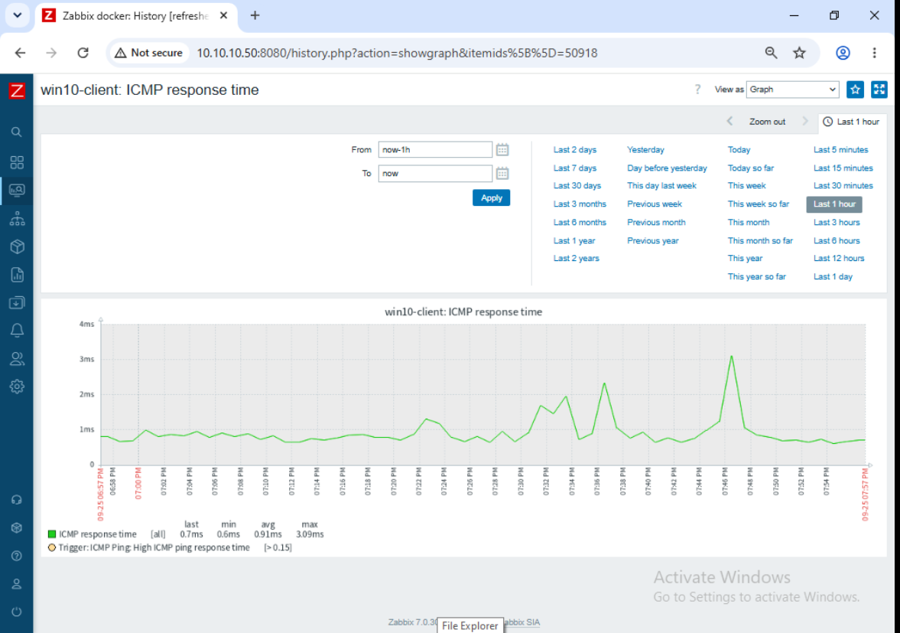 Zabbix docker: History [refreshe
Not secure
10.10.10.50:8080/history.php?action=showgraph&itemids%5B%5D=50918
Z
win10-client: ICMP response time
? View as Graph
Zoom out
Last 1 hour
From now-1h
To now
Apply
Last 2 days Yesterday Today Last 5 minutes
Last 7 days Day before yesterday Today so far Last 15 minutes
Last 30 days This day last week This week Last 30 minutes
Last 3 months Previous week This week so far Last 1 hour
Last 6 months Previous month This month Last 3 hours
Last 1 year Previous year This month so far Last 6 hours
Last 2 years This year Last 12 hours
This year so far Last 1 day
win10-client: ICMP response time
4ms
3ms
2ms
1ms
0
09-25 06:57 PM
06:58 PM
07:00 PM
07:02 PM
07:04 PM
07:06 PM
07:08 PM
07:10 PM
07:12 PM
07:14 PM
07:16 PM
07:18 PM
07:20 PM
07:22 PM
07:24 PM
07:26 PM
07:28 PM
07:30 PM
07:32 PM
07:34 PM
07:36 PM
07:38 PM
07:40 PM
07:42 PM
07:44 PM
07:46 PM
07:48 PM
07:50 PM
07:52 PM
07:54 PM
09-25 07:57 PM
last min avg max
ICMP response time [all] 0.7ms 0.6ms 0.91ms 3.09ms
Trigger: ICMP Ping: High ICMP ping response time [> 0.15]
Activate Windows
Go to Settings to activate Windows.
Zabbix 7.0.3
File Explorer
abbix SIA